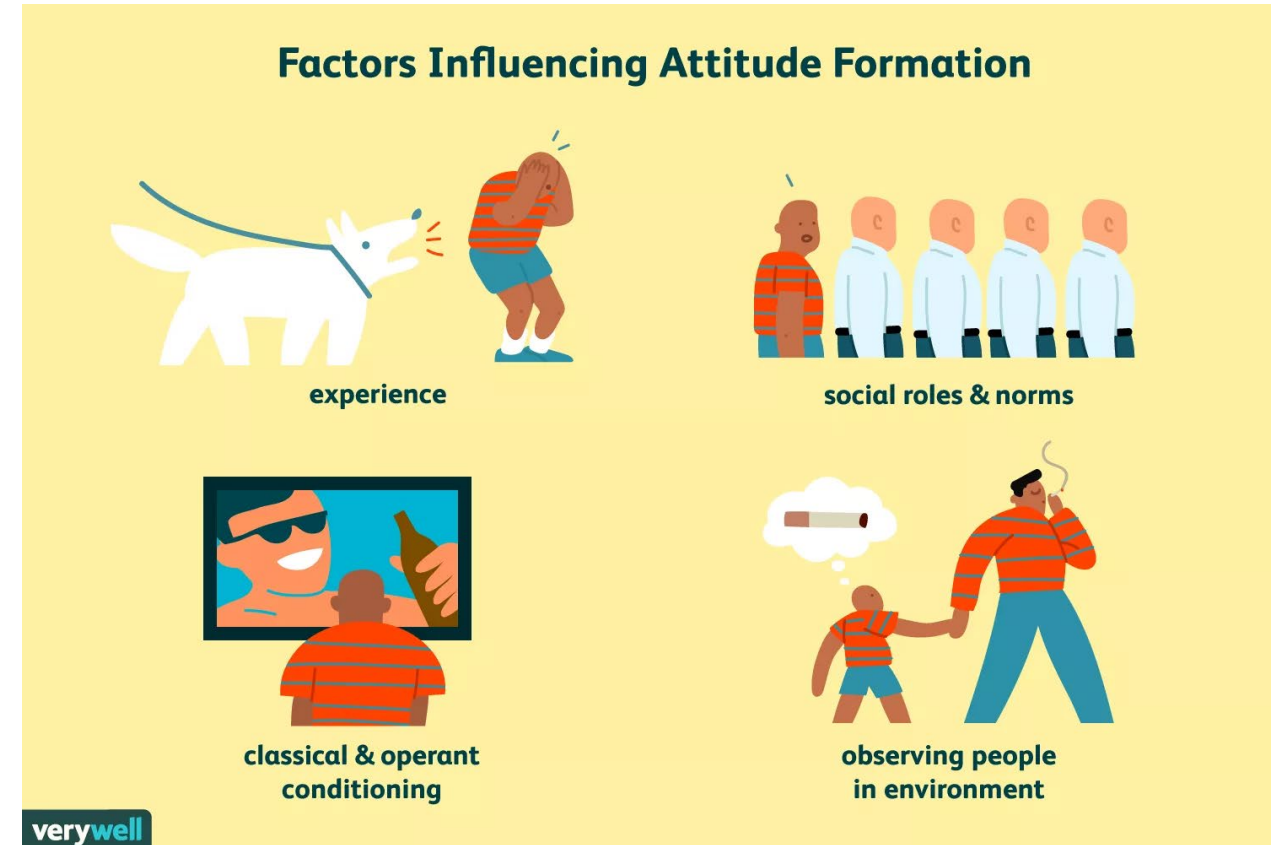 Factors Influencing Attitude Formation
experience
social roles & norms
classical & operant
conditioning
observing people
in environment
verywell